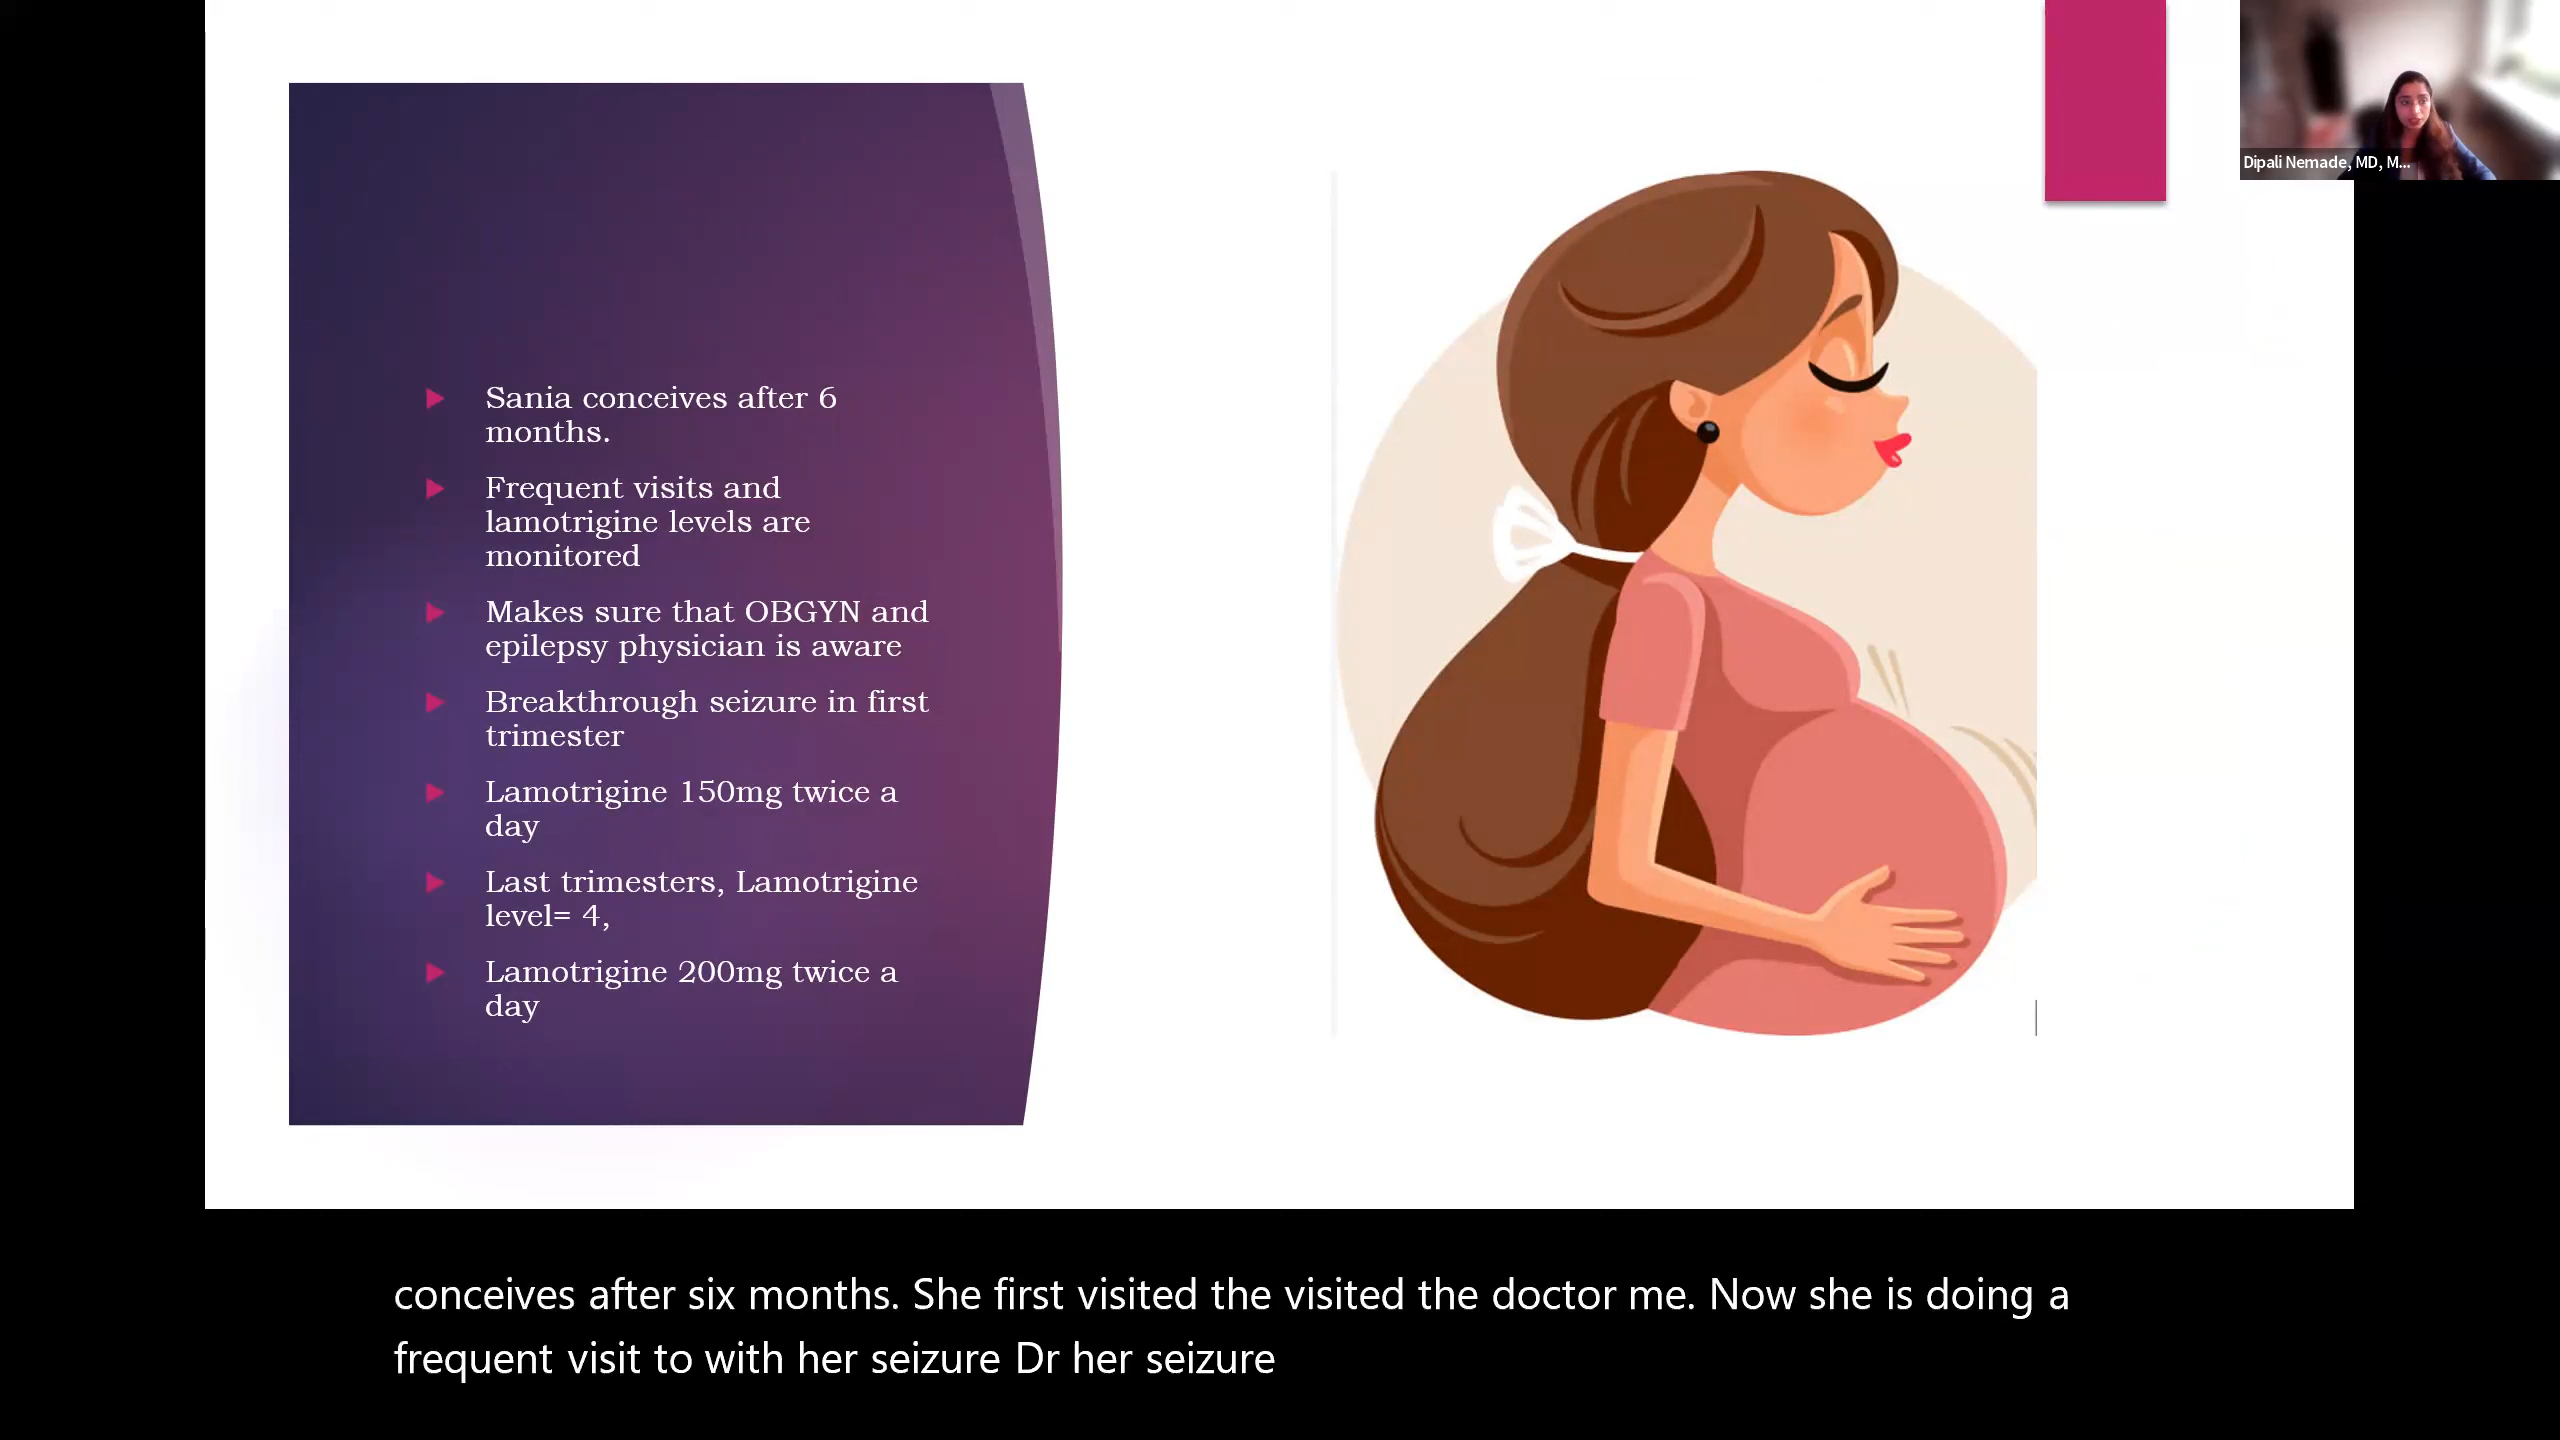 Dipali Nemade, MD, M...
Sania conceives after 6
months.
Frequent visits and
lamotrigine levels are
monitored
Makes sure that OBGYN and
epilepsy physician is aware
Breakthrough seizure in first
trimester
Lamotrigine 150mg twice a
day
Last trimesters, Lamotrigine
level= 4,
Lamotrigine 200mg twice a
day
conceives after six months. She first visited the visited the doctor me. Now she is doing a
frequent visit to with her seizure Dr her seizure